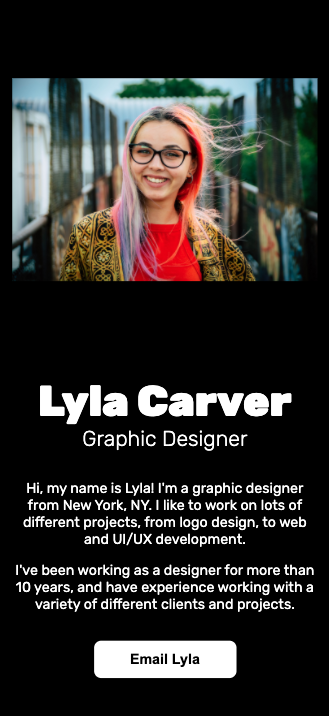 Lyla Carver
Graphic Designer
Hi, my name is Lyla! I'm a graphic designer
from New York, NY. I like to work on lots of
different projects, from logo design, to web
and UI/UX development.
I've been working as a designer for more than
10 years, and have experience working with a
variety of different clients and projects.
Email Lyla